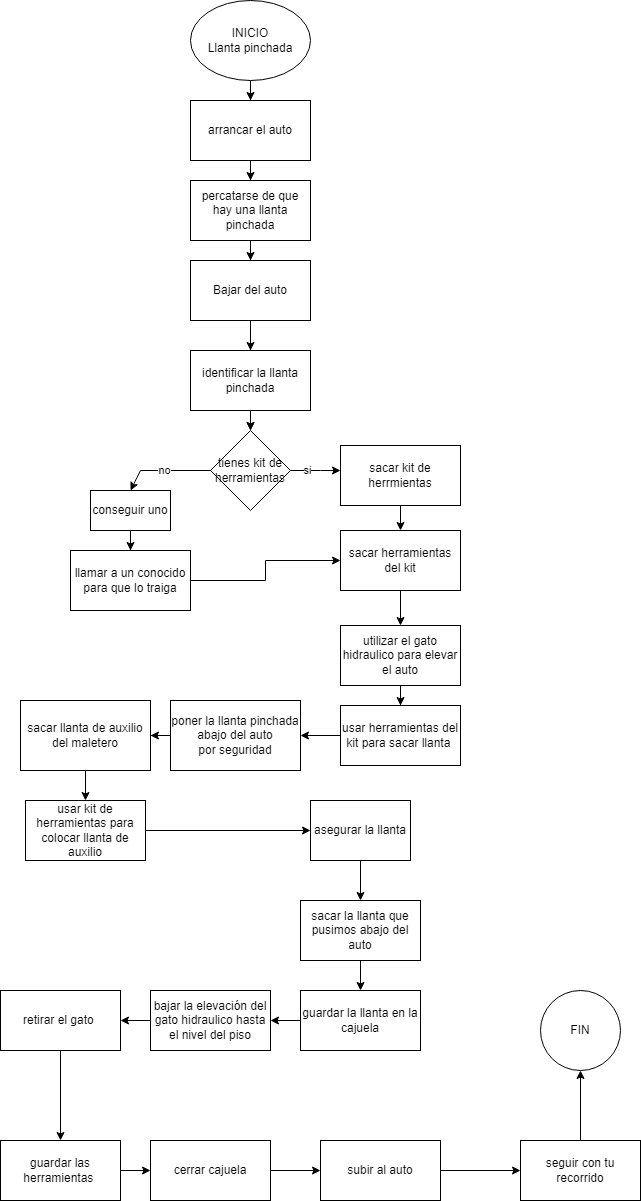 INICIO
Llanta pinchada
arrancar el auto
percatarse de que
hay una llanta
pinchada
Bajar del auto
identificar la llanta
pinchada
tienes kit de
herramientas
no
si
sacar kit de
herrmientas
conseguir uno
llamar a un conocido
para que lo traiga
sacar herramientas
del kit
utilizar el gato
hidraulico para elevar
el auto
usar herramientas del
kit para sacar llanta
poner la llanta pinchada
abajo del auto
por seguridad
sacar llanta de auxilio
del maletero
usar kit de
herramientas para
colocar llanta de
auxilio
asegurar la llanta
sacar la llanta que
pusimos abajo del
auto
guardar la llanta en la
cajuela
bajar la elevación del
gato hidraulico hasta
el nivel del piso
retirar el gato
guardar las
herramientas
cerrar cajuela
subir al auto
seguir con tu
recorrido
FIN